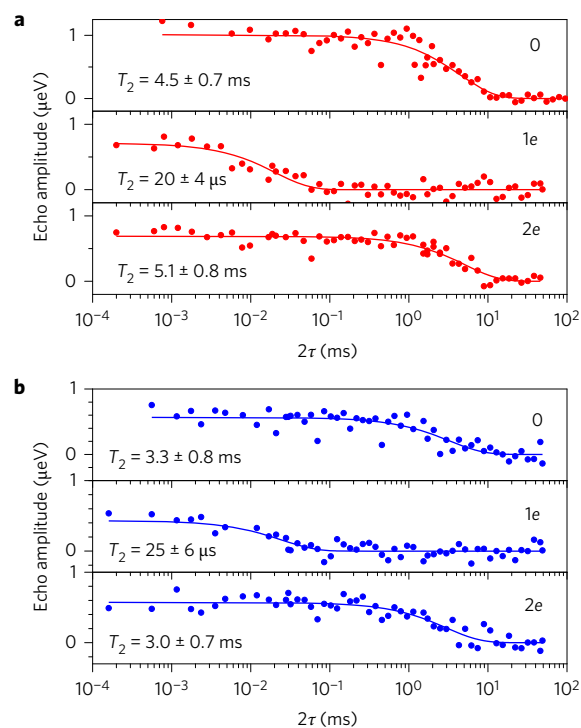 a
1
0
T₂ = 4.5 ± 0.7 ms
0
1
1e
T₂ = 20 ± 4 µs
0
1
2e
T₂ = 5.1 ± 0.8 ms
0
Echo amplitude (µeV)
10⁻⁴ 10⁻³ 10⁻² 10⁻¹ 10⁰ 10¹ 10²
2τ (ms)
b
1
0
T₂ = 3.3 ± 0.8 ms
0
1
1e
T₂ = 25 ± 6 µs
0
1
2e
T₂ = 3.0 ± 0.7 ms
0
Echo amplitude (µeV)
10⁻⁴ 10⁻³ 10⁻² 10⁻¹ 10⁰ 10¹ 10²
2τ (ms)